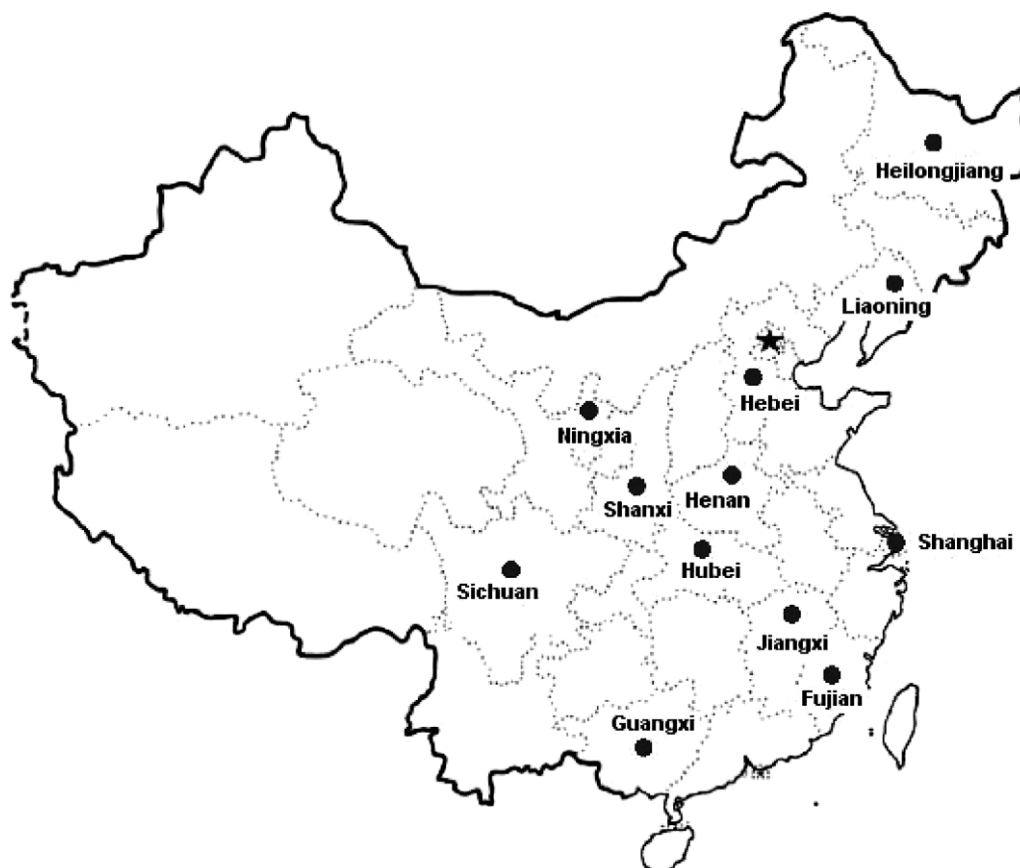 Heilongjiang
Liaoning
Hebei
Ningxia
Shanxi
Henan
Shanghai
Hubei
Sichuan
Jiangxi
Fujian
Guangxi